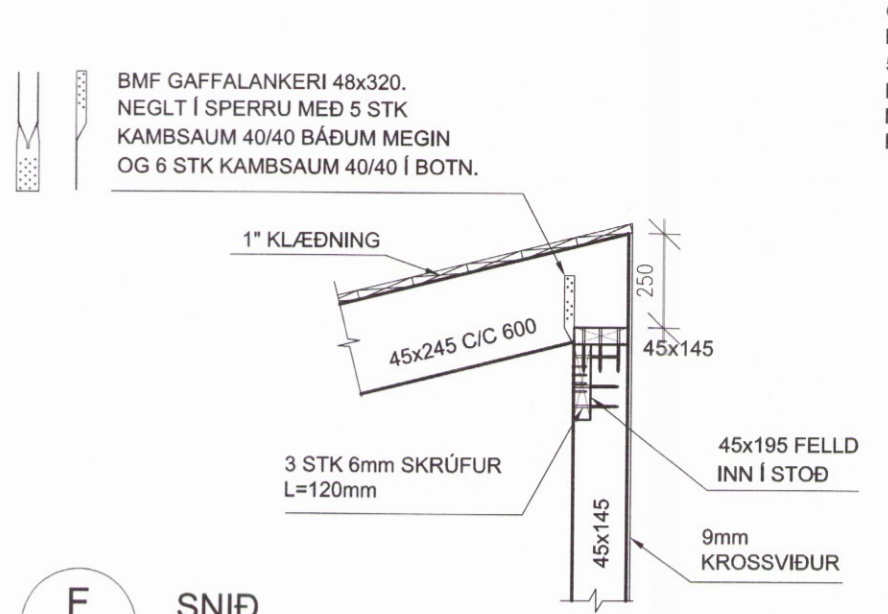 BMF GAFFALANKERI 48x320.
NEGLT Í SPERRU MEÐ 5 STK
KAMBSAUM 40/40 BÁÐUM MEGIN
OG 6 STK KAMBSAUM 40/40 Í BOTN.
1" KLÆÐNING
250
45x245 C/C 600
45x145
3 STK 6mm SKRÚFUR
L=120mm
45x195 FELLD
INN Í STOÐ
45x145
9mm
KROSSVIÐUR
F
SNIÐ